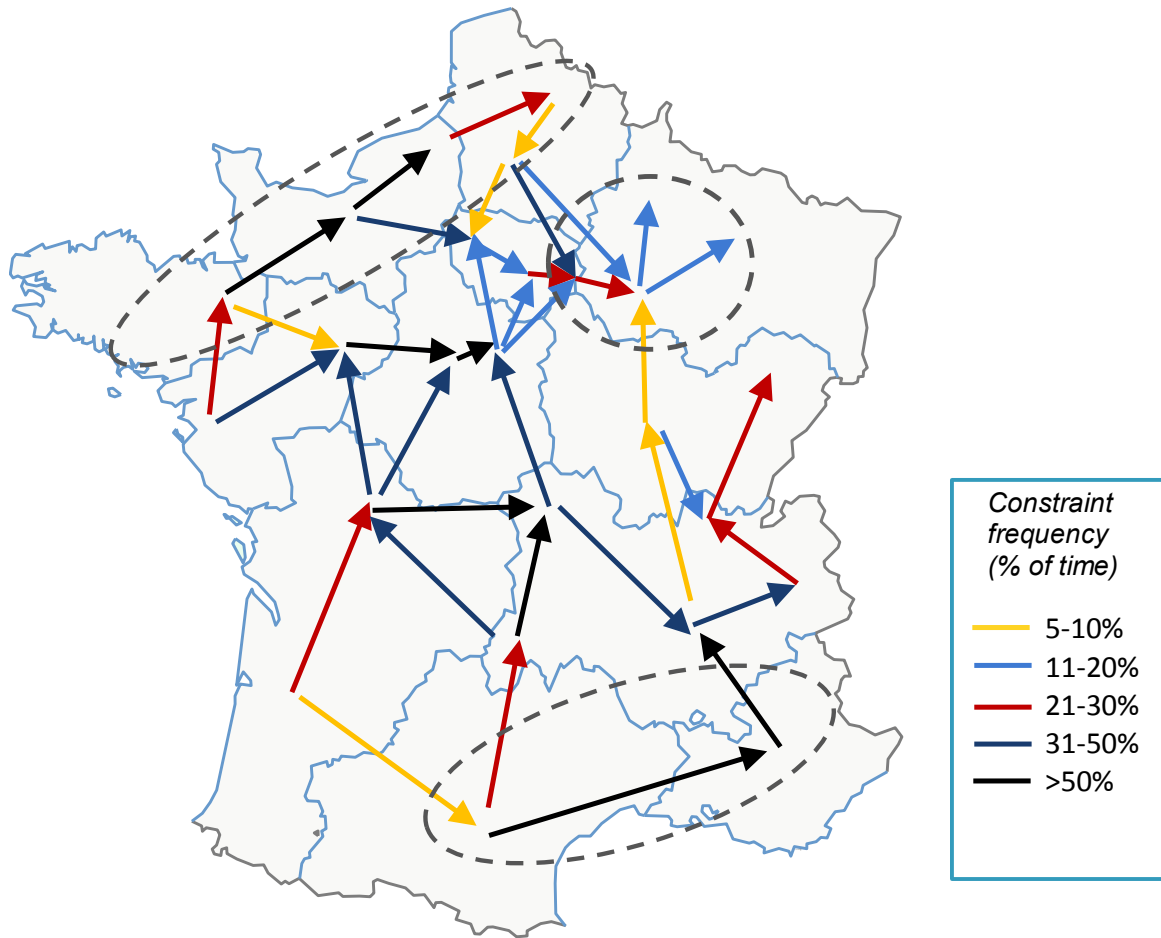 Constraint
frequency
(% of time)
5-10%
11-20%
21-30%
31-50%
>50%